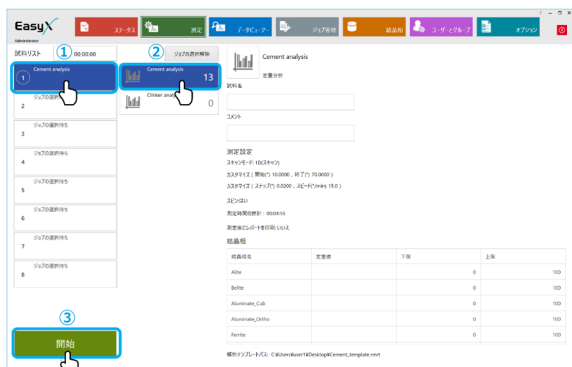 EasyX
Administrator
ステータス
測定
データビューアー
ジョブ管理
結晶相
ユーザーとグループ
オプション
試料リスト
①
00:00:00
②
ジョブの選択解除
1
Cement analysis
2
ジョブの選択待ち
3
ジョブの選択待ち
4
ジョブの選択待ち
5
ジョブの選択待ち
6
ジョブの選択待ち
7
ジョブの選択待ち
8
③
開始
Cement analysis
13
Clinker analy
0
Cement analysis
定量分析
試料名
コメント
測定設定
スキャンモード: 1D(スキャン)
カスタマイズ ( 開始(°) 10.0000 、終了(°) 70.0000 )
カスタマイズ ( ステップ(°) 0.0200 、スピード(°/min) 15.0 )
スピン:はい
測定時間の推計: 00:04:55
測定後にレポートを印刷:いいえ
結晶相
結晶相名 定量値 下限 上限
Alite 0 100
Belite 0 100
Aluminate_Cub 0 100
Aluminate_Ortho 0 100
Ferrite 0 100
解析テンプレートパス: C:¥Users¥user1¥Desktop¥Cement_template.rmrt